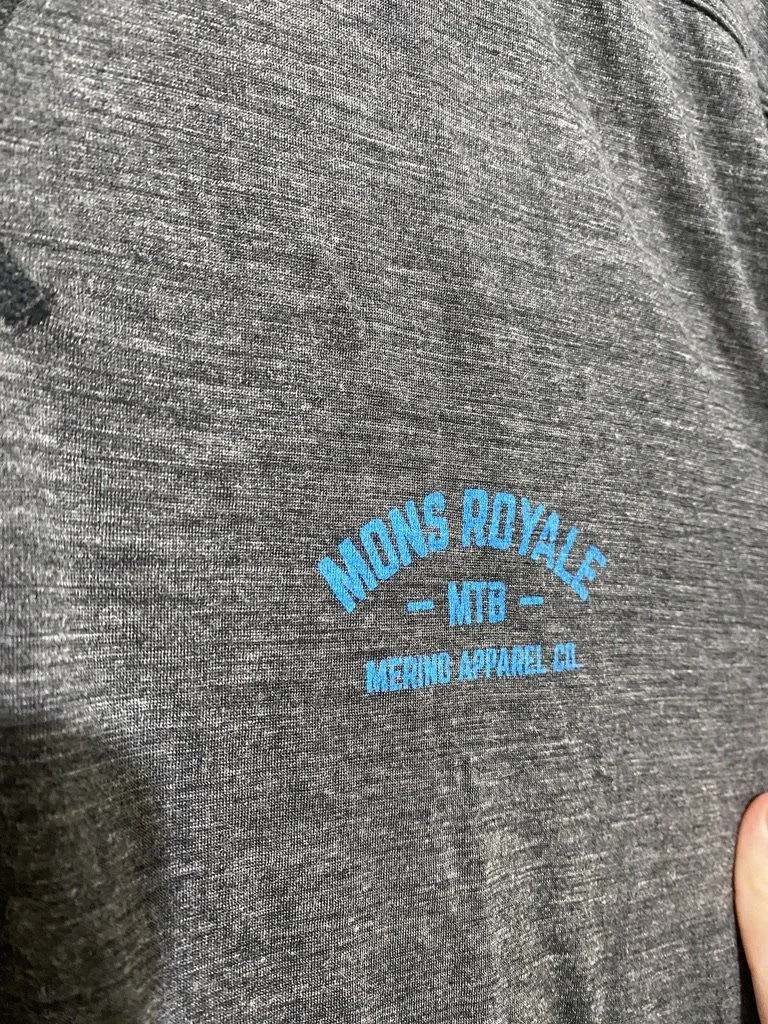 MONS ROYALE
— MTB —
MERINO APPAREL CO.